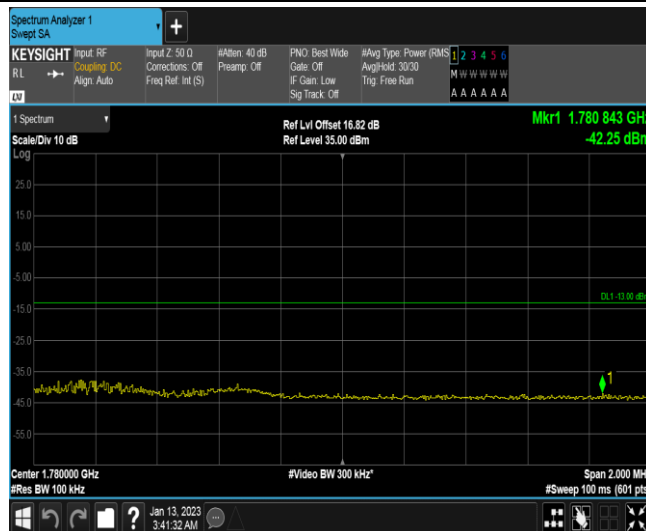 Spectrum Analyzer 1
Swept SA
+
KEYSIGHT
RL
LXI
Input: RF
Coupling: DC
Align: Auto
Input Z: 50 Ω
Corrections: Off
Freq Ref: Int (S)
#Atten: 40 dB
Preamp: Off
PNO: Best Wide
Gate: Off
IF Gain: Low
Sig Track: Off
#Avg Type: Power (RMS
Avg|Hold: 30/30
Trig: Free Run
1 2 3 4 5 6
M W W W W W
A A A A A A
1 Spectrum
Scale/Div 10 dB
Log
Ref Lvl Offset 16.82 dB
Ref Level 35.00 dBm
Mkr1 1.780 843 GHz
-42.25 dBm
25.0
15.0
5.00
-5.00
-15.0
-25.0
-35.0
-45.0
-55.0
DL1 -13.00 dBm
1
Center 1.780000 GHz
#Res BW 100 kHz
#Video BW 300 kHz*
Span 2.000 MHz
#Sweep 100 ms (601 pts)
?
Jan 13, 2023
3:41:32 AM